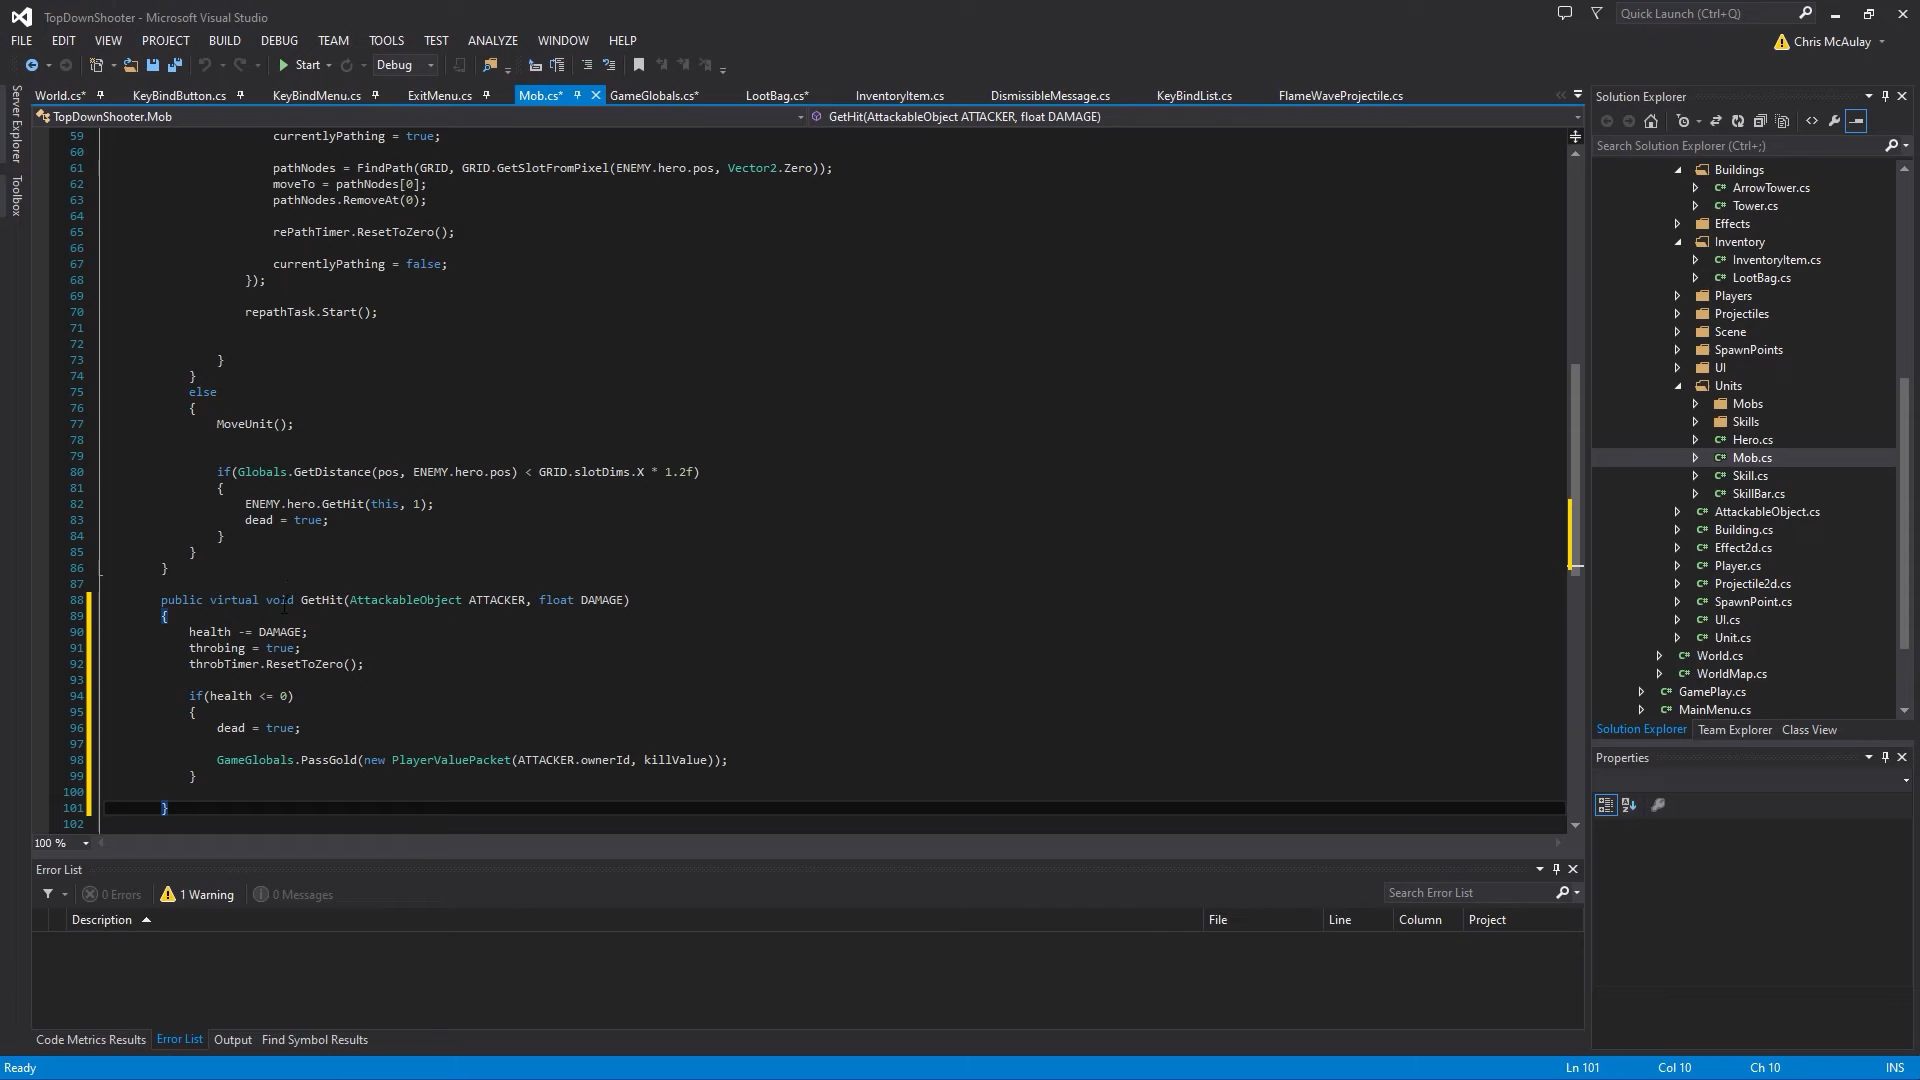 TopDownShooter - Microsoft Visual Studio
Quick Launch (Ctrl+Q)
FILE EDIT VIEW PROJECT BUILD DEBUG TEAM TOOLS TEST ANALYZE WINDOW HELP
Chris McAulay
Start Debug
World.cs* KeyBindButton.cs KeyBindMenu.cs ExitMenu.cs Mob.cs* GameGlobals.cs* LootBag.cs* InventoryItem.cs DismissibleMessage.cs KeyBindList.cs FlameWaveProjectile.cs
TopDownShooter.Mob
GetHit(AttackableObject ATTACKER, float DAMAGE)
Server Explorer
Toolbox
59 currentlyPathing = true;
60
61 pathNodes = FindPath(GRID, GRID.GetSlotFromPixel(ENEMY.hero.pos, Vector2.Zero));
62 moveTo = pathNodes[0];
63 pathNodes.RemoveAt(0);
64
65 rePathTimer.ResetToZero();
66
67 currentlyPathing = false;
68 });
69
70 repathTask.Start();
71
72
73 }
74 }
75 else
76 {
77 MoveUnit();
78
79
80 if(Globals.GetDistance(pos, ENEMY.hero.pos) < GRID.slotDims.X * 1.2f)
81 {
82 ENEMY.hero.GetHit(this, 1);
83 dead = true;
84 }
85 }
86 }
87
88 public virtual void GetHit(AttackableObject ATTACKER, float DAMAGE)
89 {
90 health -= DAMAGE;
91 throbing = true;
92 throbTimer.ResetToZero();
93
94 if(health <= 0)
95 {
96 dead = true;
97
98 GameGlobals.PassGold(new PlayerValuePacket(ATTACKER.ownerId, killValue));
99 }
100
101 }
102
100 %
Error List
0 Errors 1 Warning 0 Messages
Search Error List
Description File Line Column Project
Code Metrics Results Error List Output Find Symbol Results
Solution Explorer
Search Solution Explorer (Ctrl+;)
Buildings
C# ArrowTower.cs
C# Tower.cs
Effects
Inventory
C# InventoryItem.cs
C# LootBag.cs
Players
Projectiles
Scene
SpawnPoints
UI
Units
Mobs
Skills
C# Hero.cs
C# Mob.cs
C# Skill.cs
C# SkillBar.cs
C# AttackableObject.cs
C# Building.cs
C# Effect2d.cs
C# Player.cs
C# Projectile2d.cs
C# SpawnPoint.cs
C# UI.cs
C# Unit.cs
C# World.cs
C# WorldMap.cs
C# GamePlay.cs
C# MainMenu.cs
Solution Explorer Team Explorer Class View
Properties
Ready
Ln 101 Col 10 Ch 10 INS